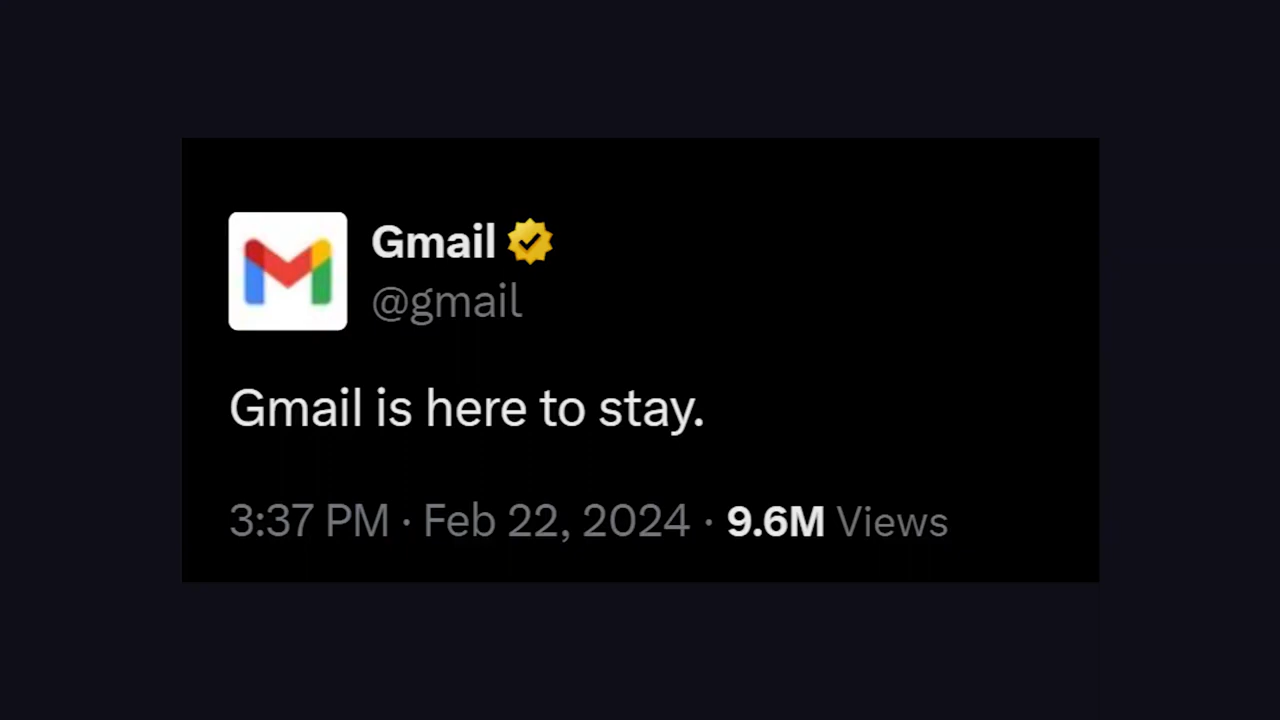 Gmail
@gmail
Gmail is here to stay.
3:37 PM · Feb 22, 2024 · 9.6M Views